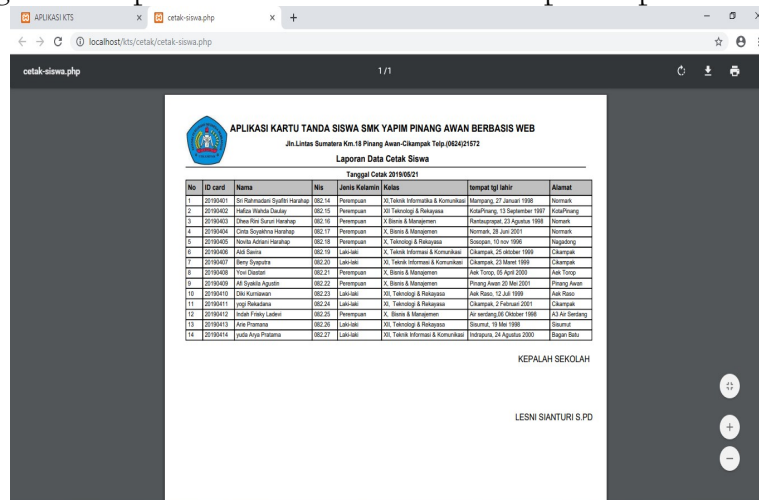 APLIKASI KTS
cetak-siswa.php
localhost/kts/cetak/cetak-siswa.php
cetak-siswa.php 1 / 1
APLIKASI KARTU TANDA SISWA SMK YAPIM PINANG AWAN BERBASIS WEB
Jln.Lintas Sumatera Km.18 Pinang Awan-Cikampak Telp.(0624)21572
Laporan Data Cetak Siswa
Tanggal Cetak 2019/05/21
No ID card Nama Nis Jenis Kelamin Kelas tempat tgl lahir Alamat
1 20190401 Sri Rahmadani Syafitri Harahap 082.14 Perempuan XI,Teknik Informatika & Komunikasi Mampang, 27 Januari 1998 Normark
2 20190402 Hafiza Wahda Daulay 082.15 Perempuan XII Teknologi & Rekayasa KotaPinang, 13 September 1997 KotaPinang
3 20190403 Dhea Rini Sururi Harahap 082.16 Perempuan X Bisnis & Manajemen Rantauprapat, 23 Agustus 1998 Nomark
4 20190404 Cinta Soyakhna Harahap 082.17 Perempuan X, Bisnis & Manajemen Normark, 28 Juni 2001 Normark
5 20190405 Novita Adriani Harahap 082.18 Perempuan X, Teknologi & Rekayasa Sosopan, 10 nov 1996 Nagadong
6 20190406 Aldi Savira 082.19 Laki-laki X, Teknik Informasi & Komunikasi Cikampak, 25 oktober 1999 Cikampak
7 20190407 Beny Syaputra 082.20 Laki-laki XI, Teknik Informasi & Komunikasi Cikampak, 23 Maret 1999 Cikampak
8 20190408 Yovi Diastari 082.21 Perempuan X, Bisnis & Manajemen Aek Torop, 05 April 2000 Aek Torop
9 20190409 Afi Syakila Agustin 082.22 Perempuan X, Bisnis & Manajemen Pinang Awan 20 Mei 2001 Pinang Awan
10 20190410 Diki Kurniawan 082.23 Laki-laki XII, Teknologi & Rekayasa Aek Raso, 12 Juli 1999 Aek Raso
11 20190411 yogi Rekadana 082.24 Laki-laki XI, Teknologi & Rekayasa Cikampak, 2 Februari 2001 Cikampak
12 20190412 Indah Frisky Ledevi 082.25 Perempuan X, Bisnis & Manajemen Air serdang,06 Oktober 1998 A3 Air Serdang
13 20190413 Arie Pramana 082.26 Laki-laki XII, Teknologi & Rekayasa Sisumut, 19 Mei 1998 Sisumut
14 20190414 yuda Arya Pratama 082.27 Laki-laki XII, Teknik Informasi & Komunikasi Indrapura, 24 Agustus 2000 Bagan Batu
KEPALAH SEKOLAH
LESNI SIANTURI S.PD